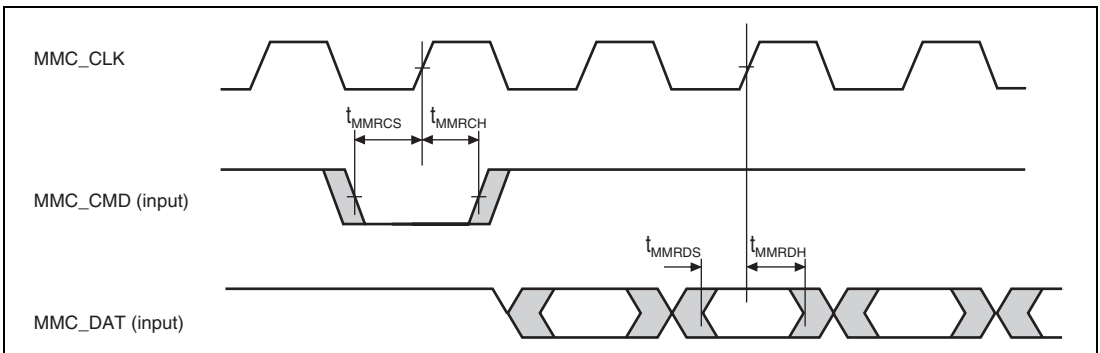 MMC_CLK
tMMRCS tMMRCH
MMC_CMD (input)
tMMRDS tMMRDH
MMC_DAT (input)